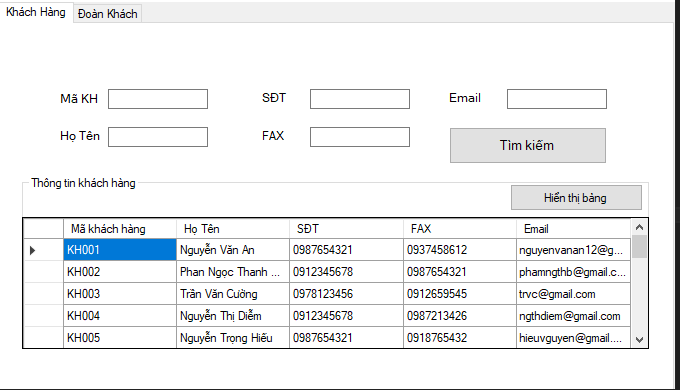 Khách Hàng Đoàn Khách
Mã KH SĐT Email
Họ Tên FAX Tìm kiếm
Thông tin khách hàng
Hiển thị bảng
Mã khách hàng Họ Tên SĐT FAX Email
KH001 Nguyễn Văn An 0987654321 0937458612 nguyenvanan12@g...
KH002 Phan Ngọc Thanh ... 0912345678 0987654321 phamngthb@gmail.c...
KH003 Trần Văn Cường 0978123456 0912659545 trvc@gmail.com
KH004 Nguyễn Thị Diễm 0912345678 0987213426 ngthdiem@gmail.com
KH005 Nguyễn Trọng Hiếu 0987654321 0918765432 hieuvguyen@gmail....